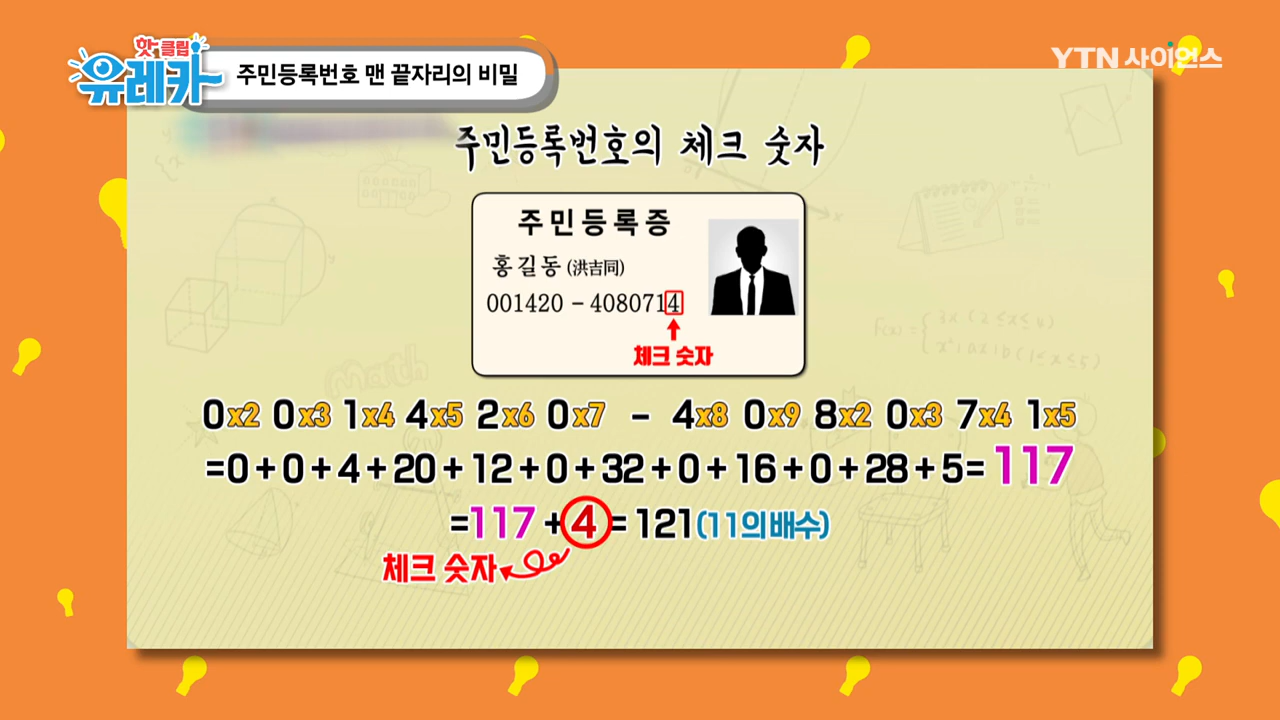 핫클립
유레카
주민등록번호 맨 끝자리의 비밀
YTN 사이언스
주민등록번호의 체크 숫자
주민등록증
홍길동 (洪吉同)
001420 - 4080714
체크 숫자
0x2 0x3 1x4 4x5 2x6 0x7 - 4x8 0x9 8x2 0x3 7x4 1x5
=0+0+4+20+12+0+32+0+16+0+28+5= 117
=117+4= 121(11의 배수)
체크 숫자
math